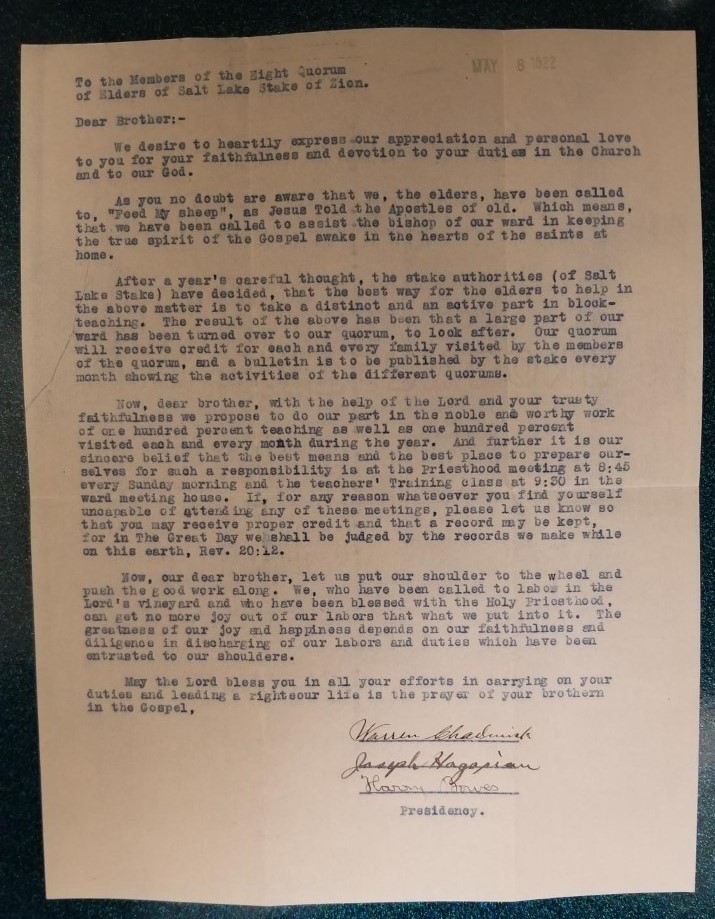 MAY 8 1922
To the Members of the Eight Quorum
of Elders of Salt Lake Stake of Zion.
Dear Brother:-
We desire to heartily express our appreciation and personal love
to you for your faithfulness and devotion to your duties in the Church
and to our God.
As you no doubt are aware that we, the elders, have been called
to, "Feed My sheep", as Jesus Told the Apostles of old. Which means,
that we have been called to assist the bishop of our ward in keeping
the true spirit of the Gospel awake in the hearts of the saints at
home.
After a year's careful thought, the stake authorities (of Salt
Lake Stake) have decided, that the best way for the elders to help in
the above matter is to take a distinct and an active part in block-
teaching. The result of the above has been that a large part of our
ward has been turned over to our quorum, to look after. Our quorum
will receive credit for each and every family visited by the members
of the quorum, and a bulletin is to be published by the stake every
month showing the activities of the different quorums.
Now, dear brother, with the help of the Lord and your trusty
faithfulness we propose to do our part in the noble and worthy work
of one hundred percent teaching as well as one hundred percent
visited each and every month during the year. And further it is our
sincere belief that the best means and the best place to prepare our-
selves for such a responsibility is at the Priesthood meeting at 8:45
every Sunday morning and the teachers' Training class at 9:30 in the
ward meeting house. If, for any reason whatsoever you find yourself
uncapable of attending any of these meetings, please let us know so
that you may receive proper credit and that a record may be kept,
for in The Great Day we shall be judged by the records we make while
on this earth, Rev. 20:12.
Now, our dear brother, let us put our shoulder to the wheel and
push the good work along. We, who have been called to labor in the
Lord's vineyard and who have been blessed with the Holy Priesthood,
can get no more joy out of our labors that what we put into it. The
greatness of our joy and happiness depends on our faithfulness and
diligence in discharging of our labors and duties which have been
entrusted to our shoulders.
May the Lord bless you in all your efforts in carrying on your
duties and leading a righteour life is the prayer of your brothern
in the Gospel,
Warren Chadwick
Joseph Hagopian
Harry Bowes
Presidency.